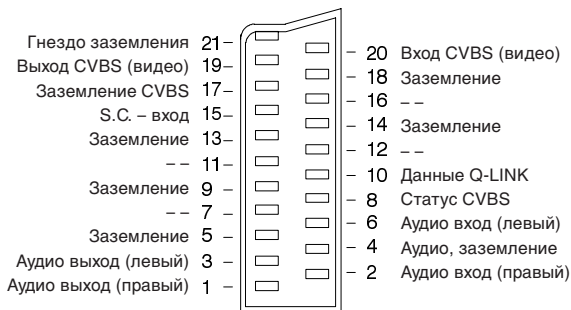 Гнездо заземления 21
Выход CVBS (видео) 19
Заземление CVBS 17
S.C. – вход 15
Заземление 13
– – 11
Заземление 9
– – 7
Заземление 5
Аудио выход (левый) 3
Аудио выход (правый) 1
20 Вход CVBS (видео)
18 Заземление
16 – –
14 Заземление
12 – –
10 Данные Q-LINK
8 Статус CVBS
6 Аудио вход (левый)
4 Аудио, заземление
2 Аудио вход (правый)